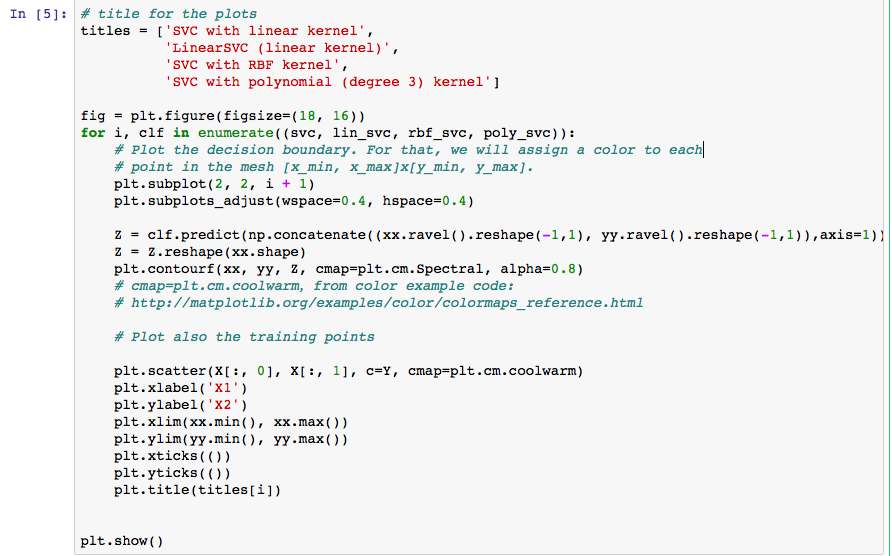 In [5]: # title for the plots
titles = ['SVC with linear kernel',
          'LinearSVC (linear kernel)',
          'SVC with RBF kernel',
          'SVC with polynomial (degree 3) kernel']
fig = plt.figure(figsize=(18, 16))
for i, clf in enumerate((svc, lin_svc, rbf_svc, poly_svc)):
    # Plot the decision boundary. For that, we will assign a color to each
    # point in the mesh [x_min, x_max]x[y_min, y_max].
    plt.subplot(2, 2, i + 1)
    plt.subplots_adjust(wspace=0.4, hspace=0.4)
    Z = clf.predict(np.concatenate((xx.ravel().reshape(-1,1), yy.ravel().reshape(-1,1)),axis=1))
    Z = Z.reshape(xx.shape)
    plt.contourf(xx, yy, Z, cmap=plt.cm.Spectral, alpha=0.8)
    # cmap=plt.cm.coolwarm, from color example code:
    # http://matplotlib.org/examples/color/colormaps_reference.html
    # Plot also the training points
    plt.scatter(X[:, 0], X[:, 1], c=Y, cmap=plt.cm.coolwarm)
    plt.xlabel('X1')
    plt.ylabel('X2')
    plt.xlim(xx.min(), xx.max())
    plt.ylim(yy.min(), yy.max())
    plt.xticks(())
    plt.yticks(())
    plt.title(titles[i])
plt.show()